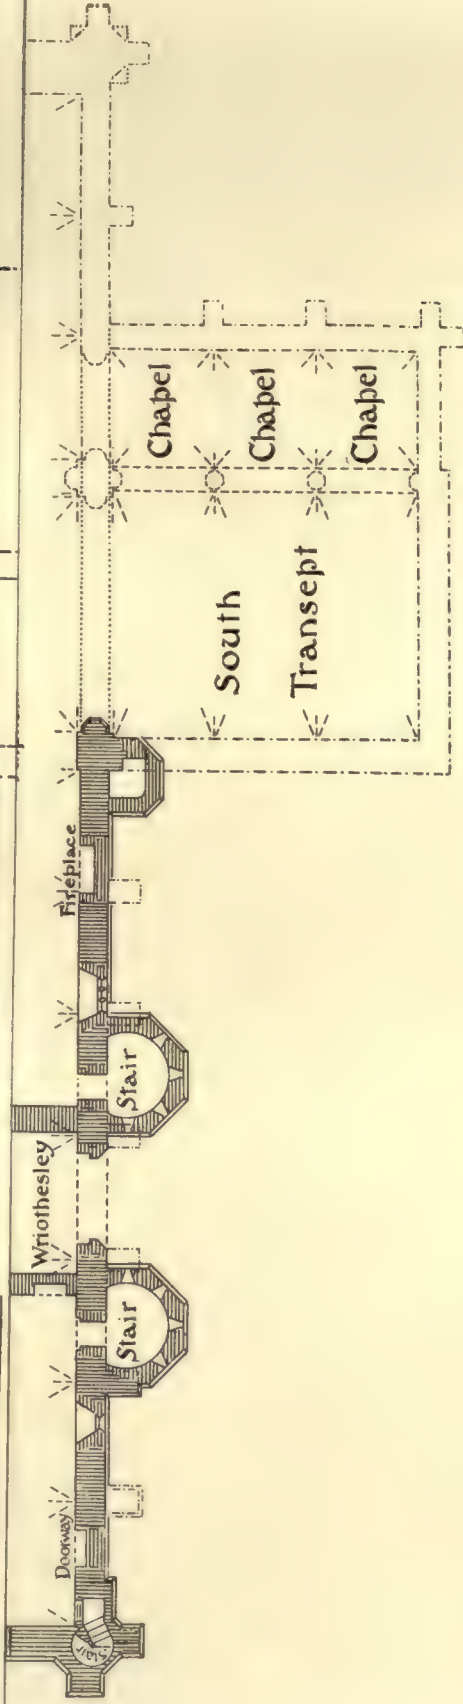 Chapel
Chapel
Chapel
South
Transept
Fireplace
Stair
Wriothesley
Stair
Doorway
Stair